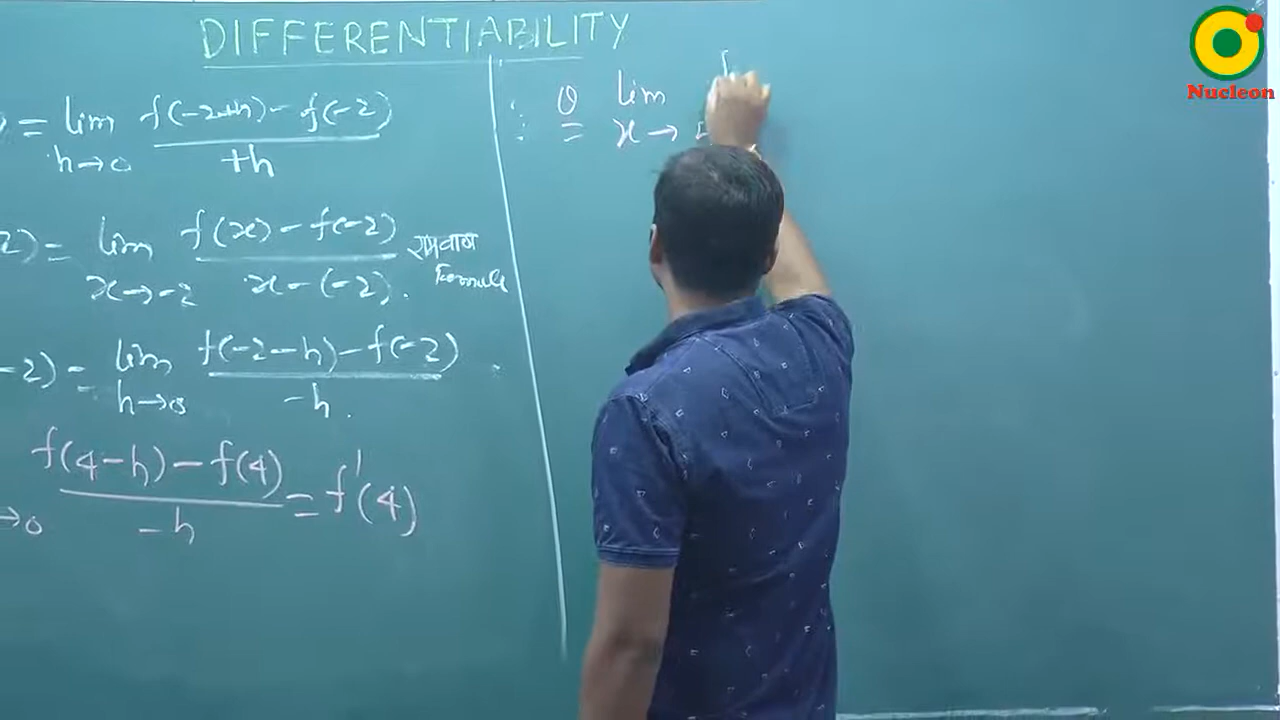 DIFFERENTIABILITY
= lim f(-2+h) - f(-2)
h→0 +h
2) = lim f(x) - f(-2) रामबाण
x→-2 x-(-2). Formula
-2) = lim f(-2-h) - f(-2)
h→0 -h.
f(4-h) - f(4) = f'(4)
→0 -h
Q lim
x→
Nucleon